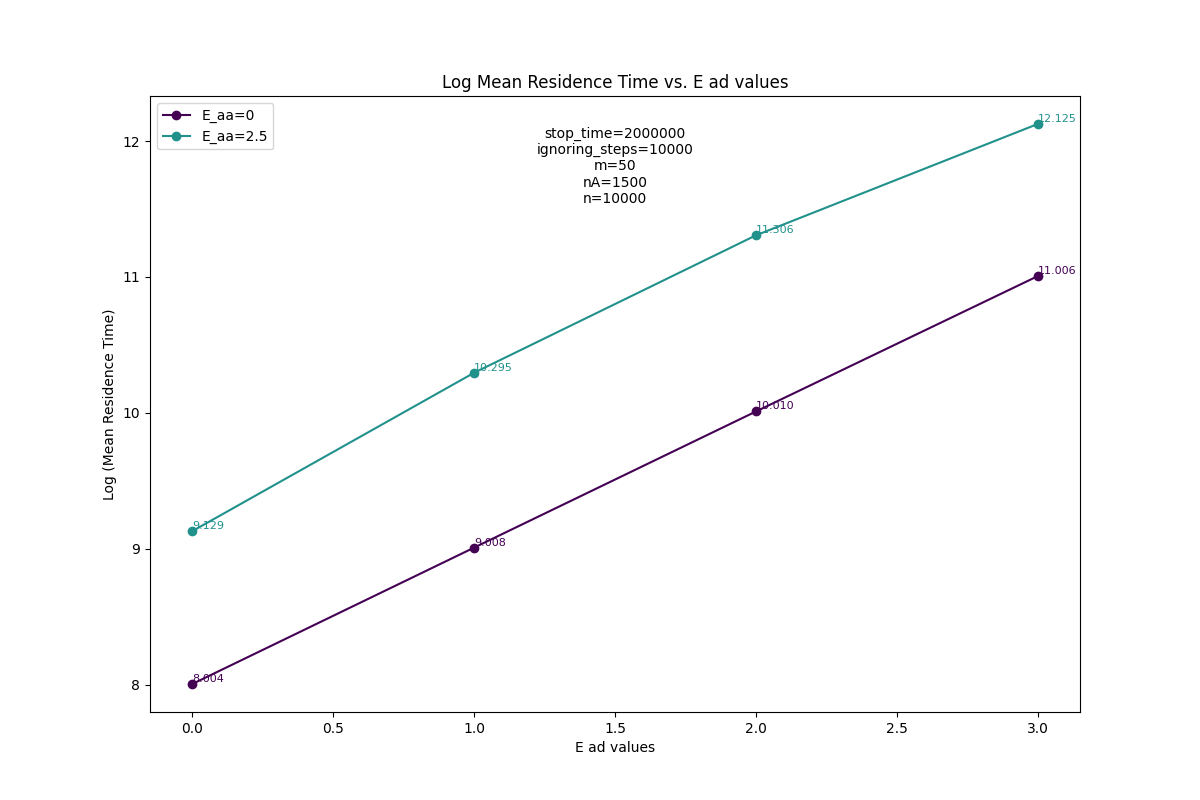 Log Mean Residence Time vs. E ad values
E_aa=0
E_aa=2.5
stop_time=2000000
ignoring_steps=10000
m=50
nA=1500
n=10000
12.125
12
11.306
11.006
11
10.295
10.010
10
9.129
9.008
9
8.004
8
Log (Mean Residence Time)
0.0
0.5
1.0
1.5
2.0
2.5
3.0
E ad values